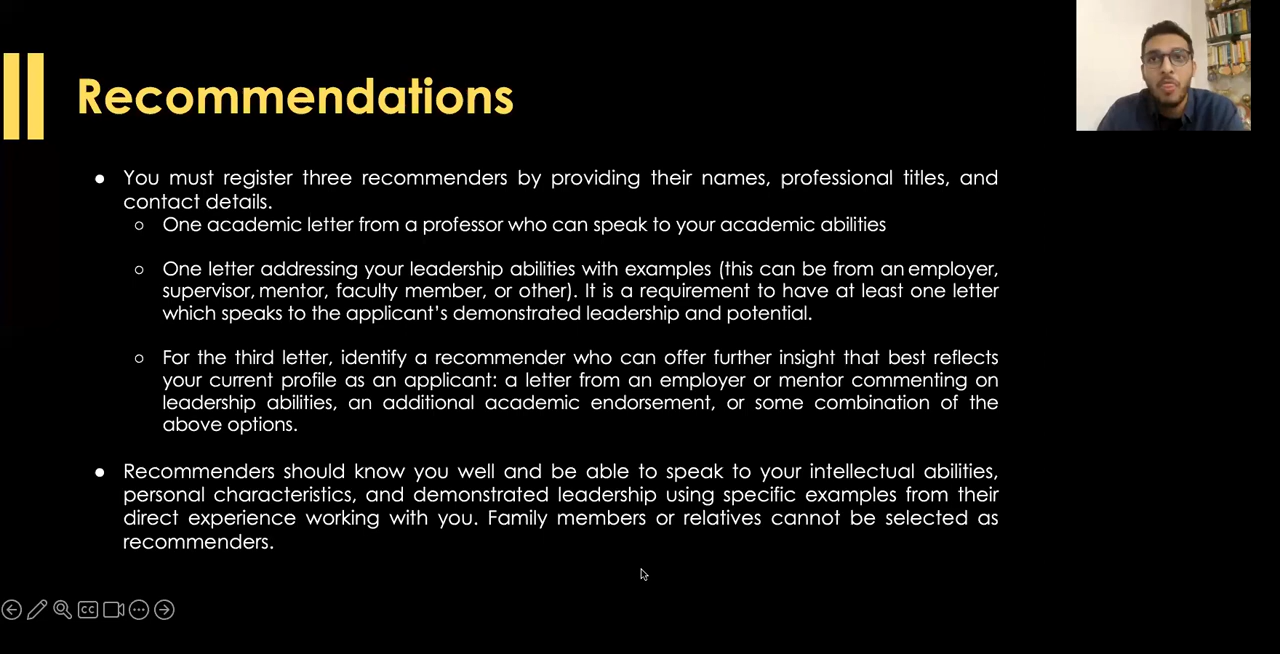 Recommendations
● You must register three recommenders by providing their names, professional titles, and
contact details.
○ One academic letter from a professor who can speak to your academic abilities
○ One letter addressing your leadership abilities with examples (this can be from an employer,
supervisor, mentor, faculty member, or other). It is a requirement to have at least one letter
which speaks to the applicant's demonstrated leadership and potential.
○ For the third letter, identify a recommender who can offer further insight that best reflects
your current profile as an applicant: a letter from an employer or mentor commenting on
leadership abilities, an additional academic endorsement, or some combination of the
above options.
● Recommenders should know you well and be able to speak to your intellectual abilities,
personal characteristics, and demonstrated leadership using specific examples from their
direct experience working with you. Family members or relatives cannot be selected as
recommenders.
CC